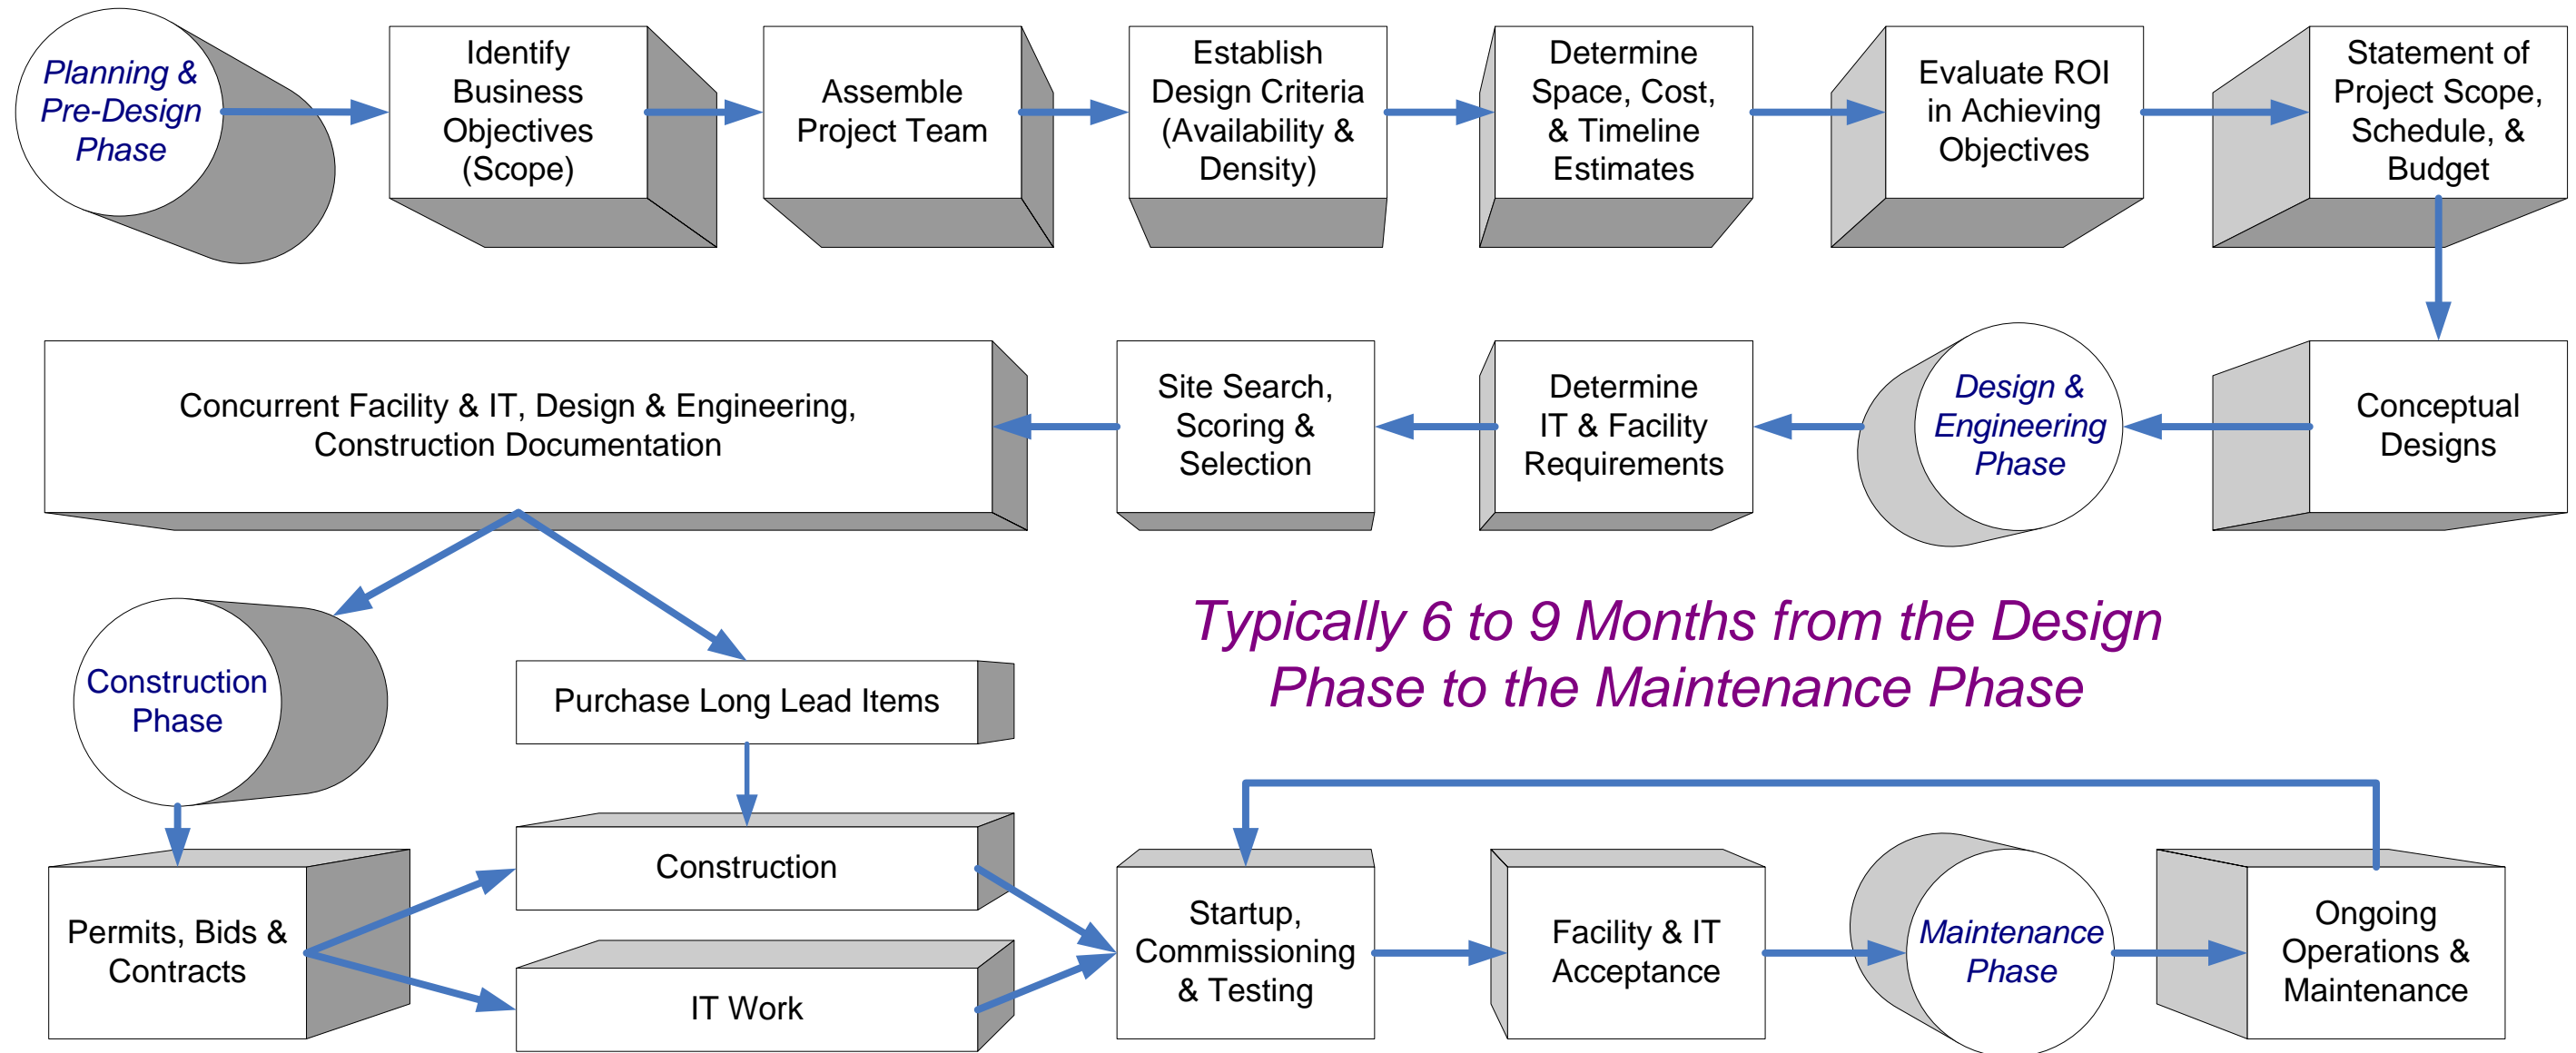 Planning &
Pre-Design
Phase
Identify
Business
Objectives
(Scope)
Assemble
Project Team
Establish
Design Criteria
(Availability &
Density)
Determine
Space, Cost,
& Timeline
Estimates
Evaluate ROI
in Achieving
Objectives
Statement of
Project Scope,
Schedule, &
Budget
Conceptual
Designs
Design &
Engineering
Phase
Determine
IT & Facility
Requirements
Site Search,
Scoring &
Selection
Concurrent Facility & IT, Design & Engineering,
Construction Documentation
Typically 6 to 9 Months from the Design
Phase to the Maintenance Phase
Construction
Phase
Purchase Long Lead Items
Permits, Bids &
Contracts
Construction
IT Work
Startup,
Commissioning
& Testing
Facility & IT
Acceptance
Maintenance
Phase
Ongoing
Operations &
Maintenance